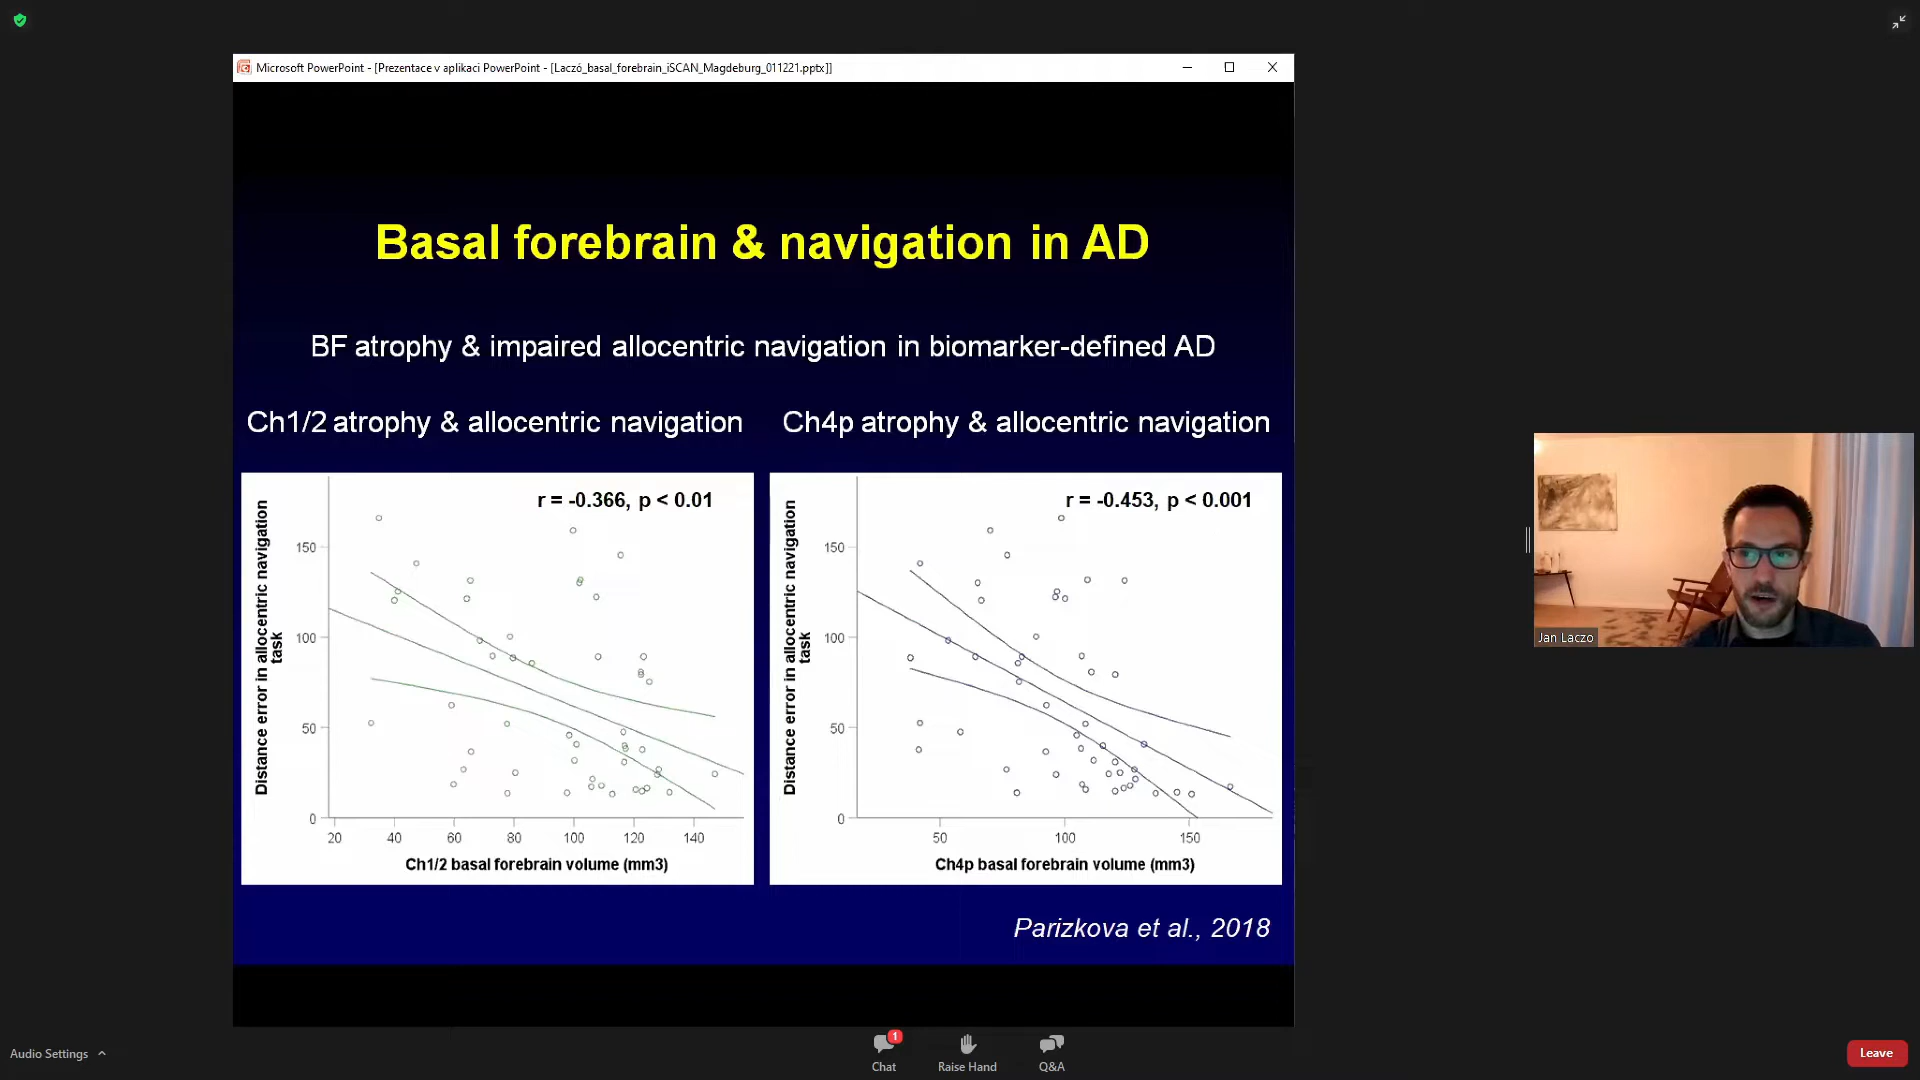 Microsoft PowerPoint - [Prezentace v aplikaci PowerPoint - [Laczó_basal_forebrain_iSCAN_Magdeburg_011221.pptx]]
Basal forebrain & navigation in AD
BF atrophy & impaired allocentric navigation in biomarker-defined AD
Ch1/2 atrophy & allocentric navigation
Ch4p atrophy & allocentric navigation
r = -0.366, p < 0.01
Distance error in allocentric navigation
task
150
100
50
0
20 40 60 80 100 120 140
Ch1/2 basal forebrain volume (mm3)
r = -0.453, p < 0.001
Distance error in allocentric navigation
task
150
100
50
0
50 100 150
Ch4p basal forebrain volume (mm3)
Parizkova et al., 2018
Jan Laczo
Audio Settings
1
Chat
Raise Hand
Q&A
Leave